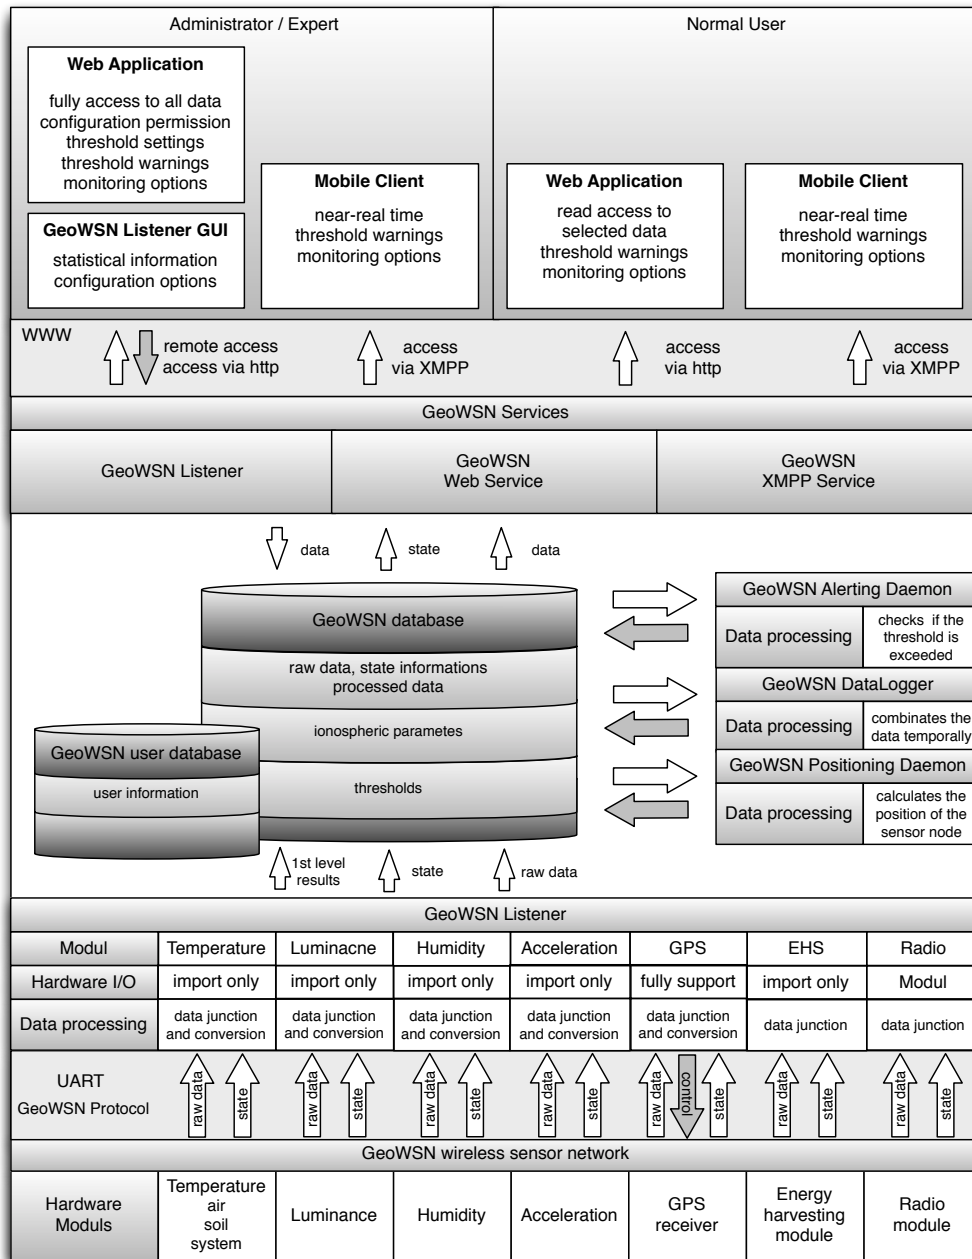 Administrator / Expert
Normal User
Web Application
fully access to all data
configuration permission
threshold settings
threshold warnings
monitoring options
GeoWSN Listener GUI
statistical information
configuration options
Mobile Client
near-real time
threshold warnings
monitoring options
Web Application
read access to
selected data
threshold warnings
monitoring options
Mobile Client
near-real time
threshold warnings
monitoring options
WWW
remote access
access via http
access
via XMPP
access
via http
access
via XMPP
GeoWSN Services
GeoWSN Listener
GeoWSN
Web Service
GeoWSN
XMPP Service
data
state
data
GeoWSN database
raw data, state informations
processed data
ionospheric parametes
thresholds
GeoWSN user database
user information
GeoWSN Alerting Daemon
Data processing
checks if the
threshold is
exceeded
GeoWSN DataLogger
Data processing
combinates the
data temporally
GeoWSN Positioning Daemon
Data processing
calculates the
position of the
sensor node
1st level
results
state
raw data
GeoWSN Listener
Modul
Temperature
Luminacne
Humidity
Acceleration
GPS
EHS
Radio
Hardware I/O
import only
import only
import only
import only
fully support
import only
Modul
Data processing
data junction
and conversion
data junction
and conversion
data junction
and conversion
data junction
and conversion
data junction
and conversion
data junction
data junction
UART
GeoWSN Protocol
raw data
state
raw data
state
raw data
state
raw data
state
raw data
control
state
raw data
state
raw data
state
GeoWSN wireless sensor network
Hardware
Moduls
Temperature
air
soil
system
Luminance
Humidity
Acceleration
GPS
receiver
Energy
harvesting
module
Radio
module